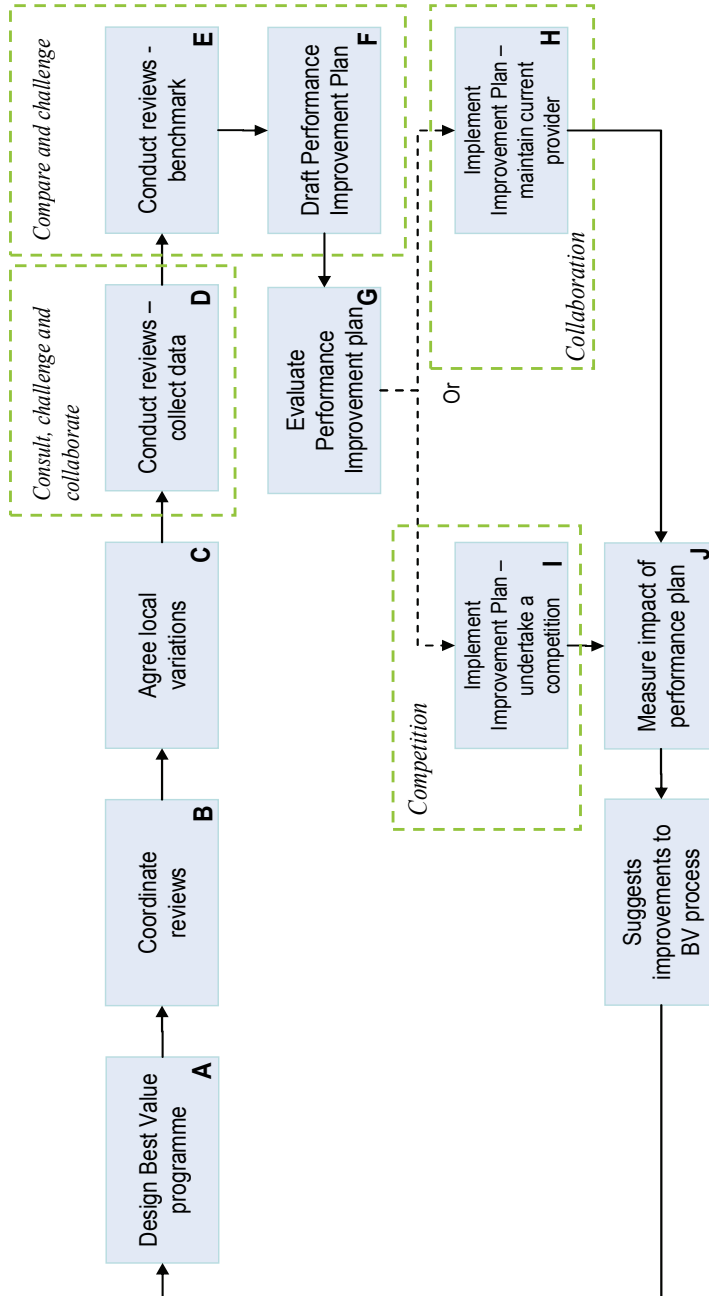 Design Best Value
programme
A
Coordinate
reviews
B
Agree local
variations
C
Consult, challenge and
collaborate
Conduct reviews –
collect data
D
Compare and challenge
Conduct reviews -
benchmark
E
Draft Performance
Improvement Plan
F
Evaluate
Performance
Improvement plan
G
Or
Competition
Implement
Improvement Plan –
undertake a
competition
I
Implement
Improvement Plan –
maintain current
provider
H
Collaboration
Measure impact of
performance plan
J
Suggests
improvements to
BV process